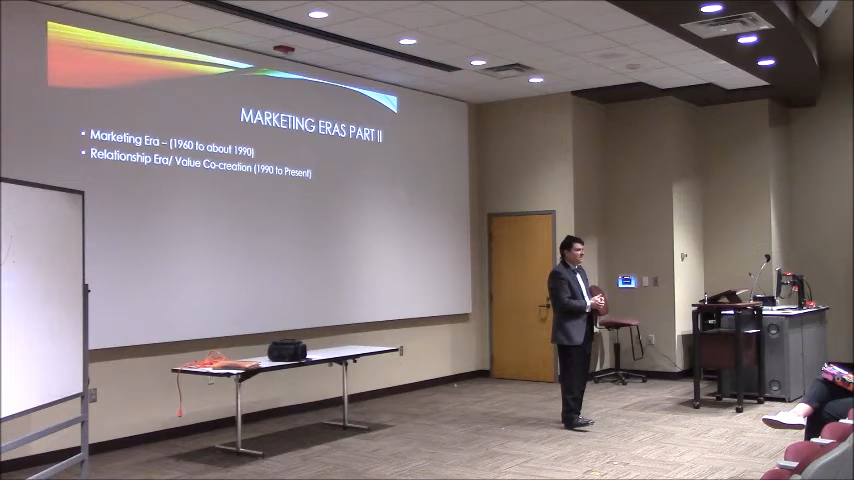 MARKETING ERAS PART II
Marketing Era – (1960 to about 1990)
Relationship Era/ Value Co-creation (1990 to Present)